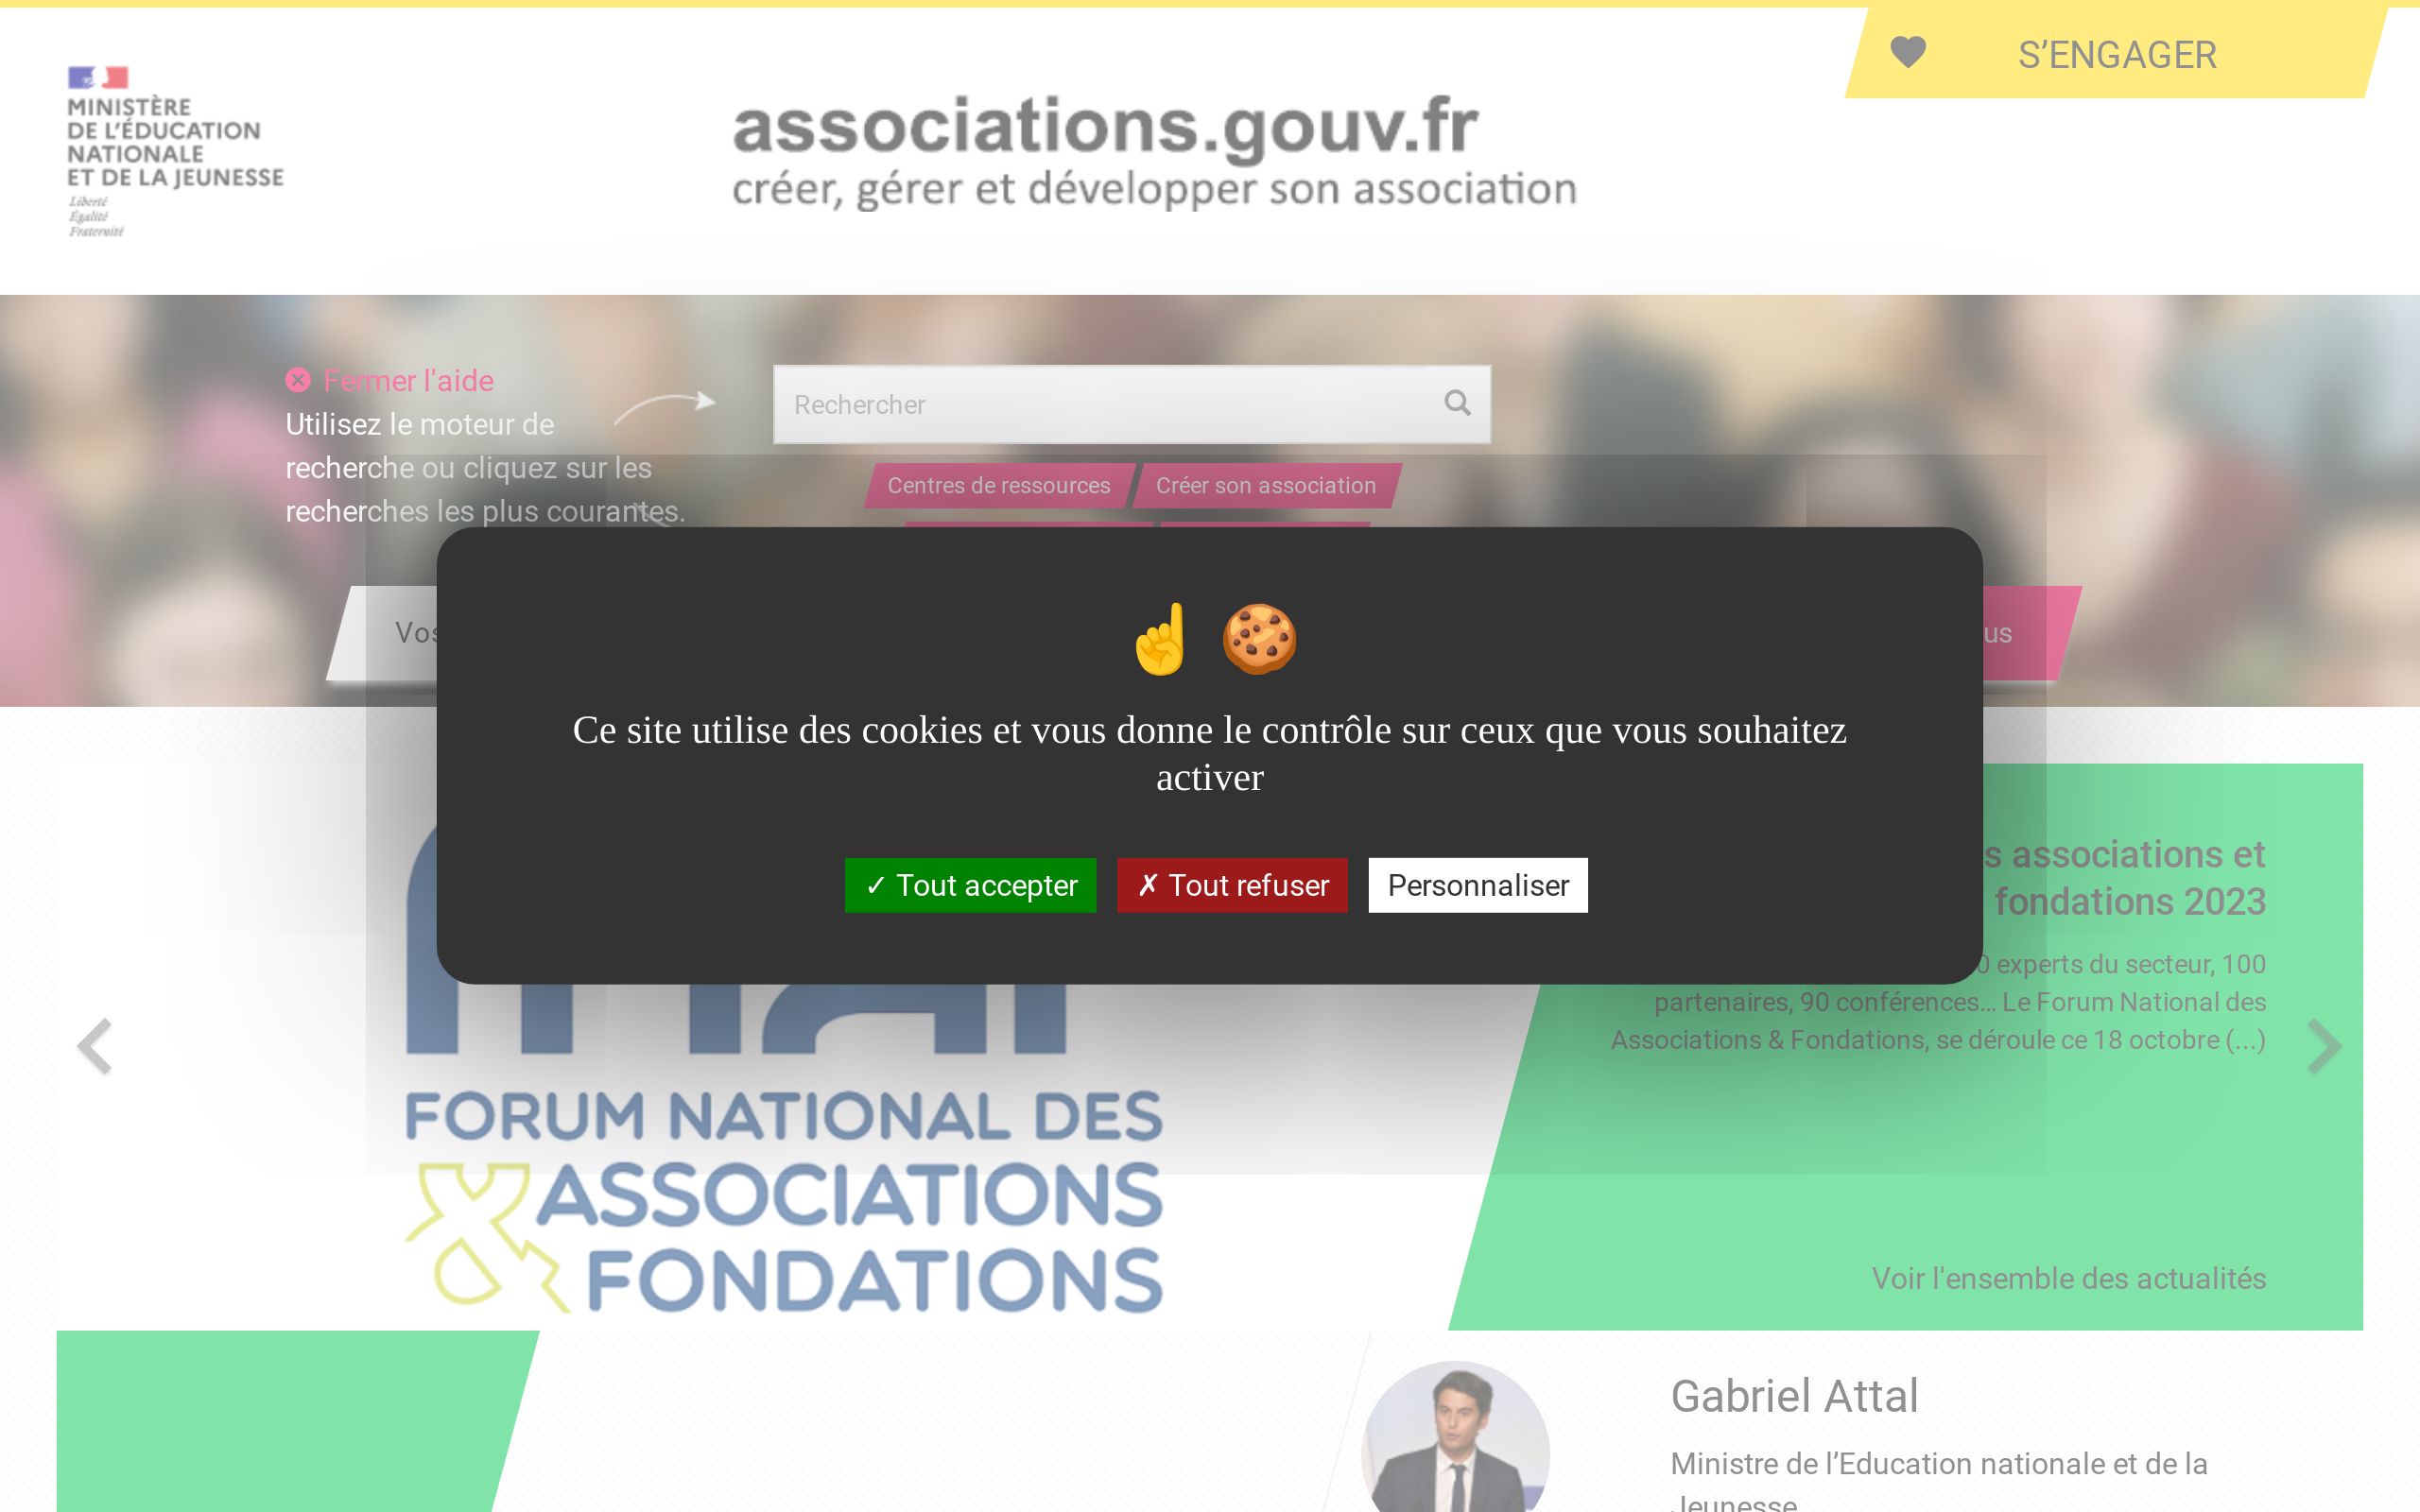 S’ENGAGER
MINISTÈRE
DE L’ÉDUCATION
NATIONALE
ET DE LA JEUNESSE
Liberté
Égalité
Fraternité
associations.gouv.fr
créer, gérer et développer son association
Fermer l'aide
Utilisez le moteur de
recherche ou cliquez sur les
recherches les plus courantes.
Rechercher
Centres de ressources
Créer son association
Ce site utilise des cookies et vous donne le contrôle sur ceux que vous souhaitez
activer
✓ Tout accepter
✗ Tout refuser
Personnaliser
associations et
fondations 2023
experts du secteur, 100
partenaires, 90 conférences... Le Forum National des
Associations & Fondations, se déroule ce 18 octobre (...)
Voir l'ensemble des actualités
FORUM NATIONAL DES
ASSOCIATIONS
& FONDATIONS
Gabriel Attal
Ministre de l’Education nationale et de la
Jeunesse